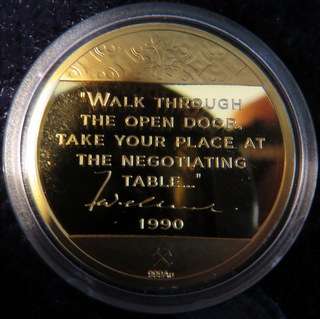 "WALK THROUGH
THE OPEN DOOR,
TAKE YOUR PLACE AT
THE NEGOTIATING
TABLE..."
1990